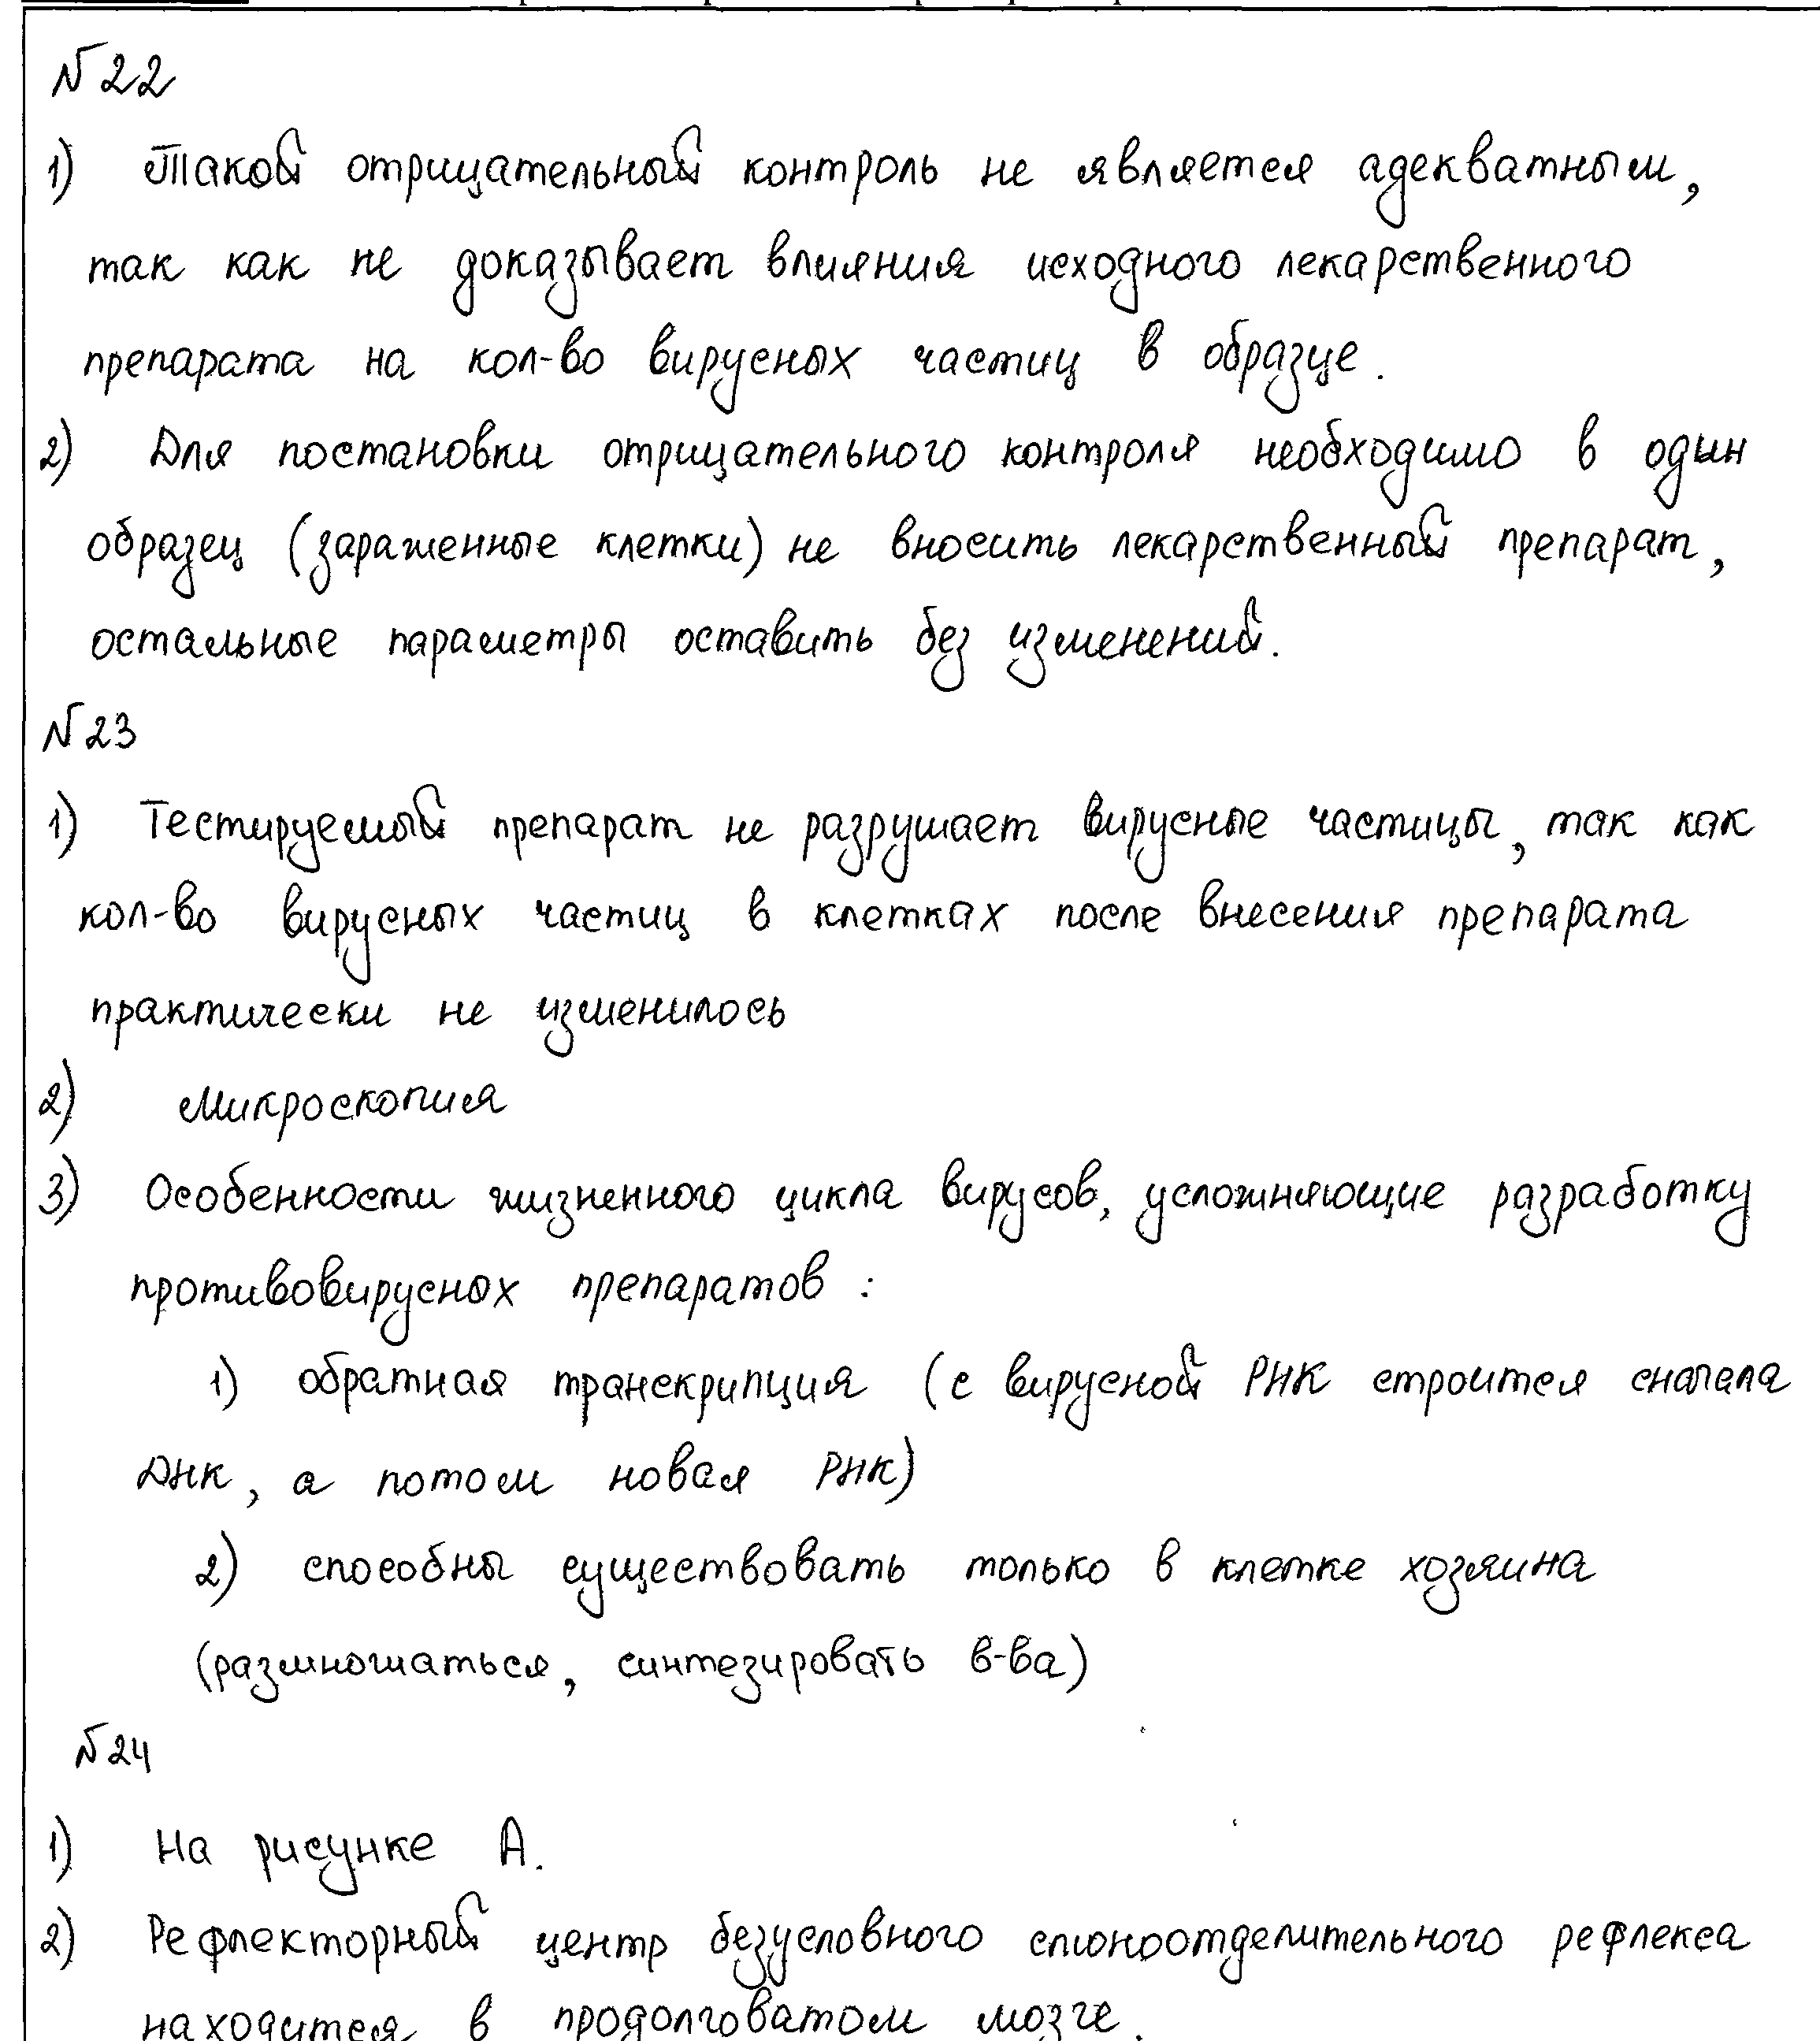 №22
1) Такой отрицательный контроль не является адекватным,
так как не доказывает влияния исходного лекарственного
препарата на кол-во вирусных частиц в образце.
2) Для постановки отрицательного контроля необходимо в один
образец (зараженные клетки) не вносить лекарственный препарат,
остальные параметры оставить без изменений.
№23
1) Тестируемый препарат не разрушает вирусные частицы, так как
кол-во вирусных частиц в клетках после внесения препарата
практически не изменилось
2) Микроскопия
3) Особенности жизненного цикла вирусов, усложняющие разработку
противовирусных препаратов :
1) обратная транскрипция (с вирусной РНК строится сначала
ДНК, а потом новая РНК)
2) способны существовать только в клетке хозяина
(размножаться, синтезировать в-ва)
№24
1) На рисунке А.
2) Рефлекторный центр безусловного слюноотделительного рефлекса
находится в продолговатом мозге.